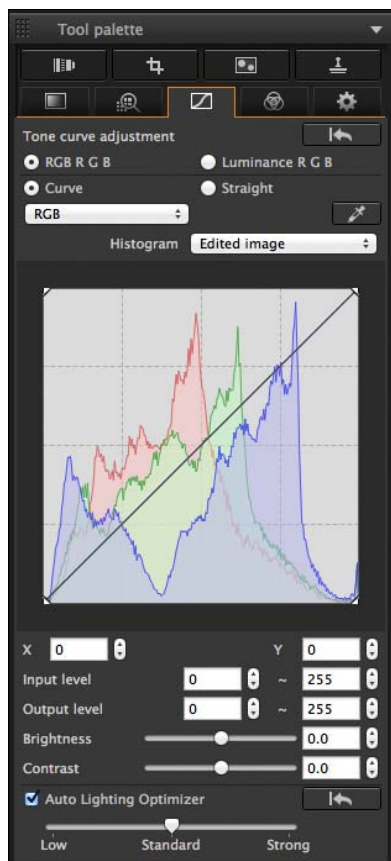 Tool palette
Tone curve adjustment
RGB R G B Luminance R G B
Curve Straight
RGB
Histogram Edited image
X 0 Y 0
Input level 0 ~ 255
Output level 0 ~ 255
Brightness 0.0
Contrast 0.0
Auto Lighting Optimizer
Low Standard Strong